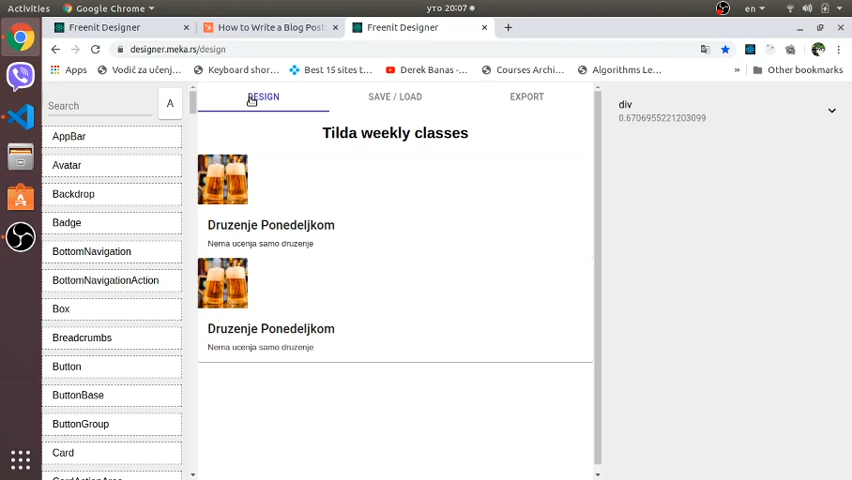 Activities Google Chrome уто 20:07 en
Freenit Designer How to Write a Blog Post Freenit Designer
designer.meka.rs/design
Apps Vodič za učenj... Keyboard shor... Best 15 sites t... Derek Banas –... Courses Archi... Algorithms Le... » Other bookmarks
Search A
DESIGN SAVE / LOAD EXPORT
div
0.6706955221203099
AppBar
Avatar
Backdrop
Badge
BottomNavigation
BottomNavigationAction
Box
Breadcrumbs
Button
ButtonBase
ButtonGroup
Card
Tilda weekly classes
Druzenje Ponedeljkom
Nema ucenja samo druzenje
Druzenje Ponedeljkom
Nema ucenja samo druzenje